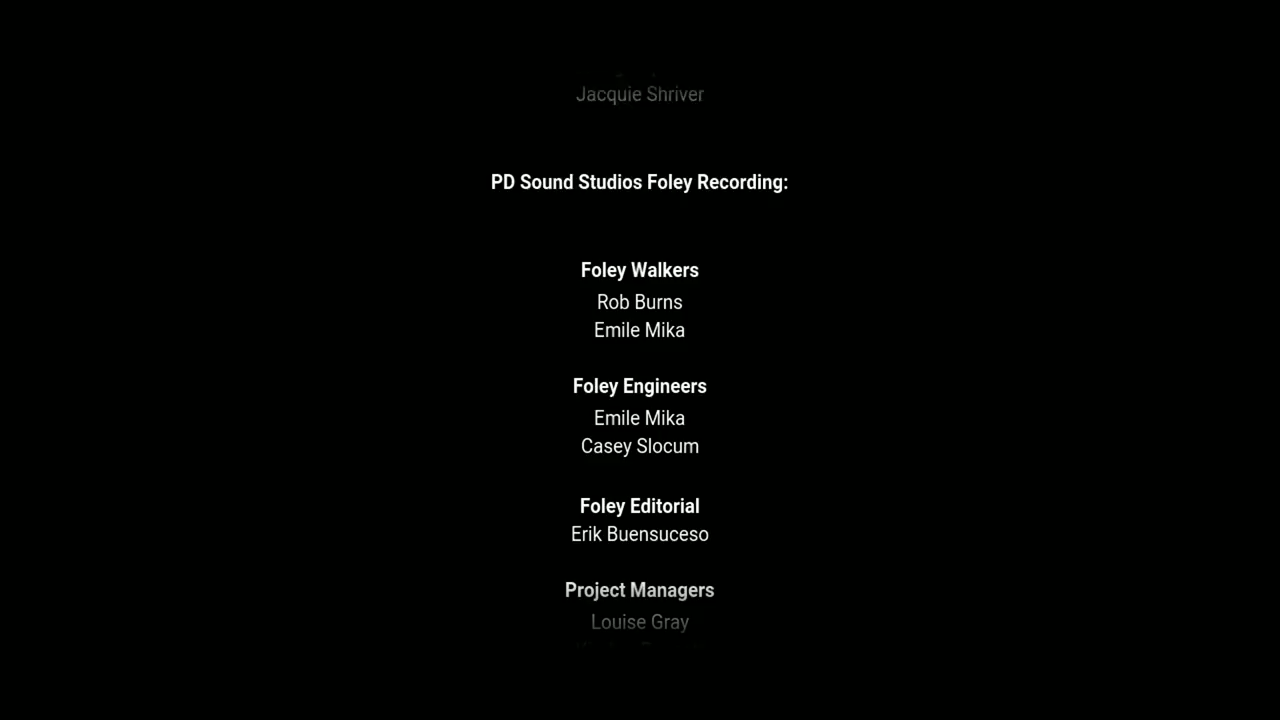 Jacquie Shriver
PD Sound Studios Foley Recording:
Foley Walkers
Rob Burns
Emile Mika
Foley Engineers
Emile Mika
Casey Slocum
Foley Editorial
Erik Buensuceso
Project Managers
Louise Gray